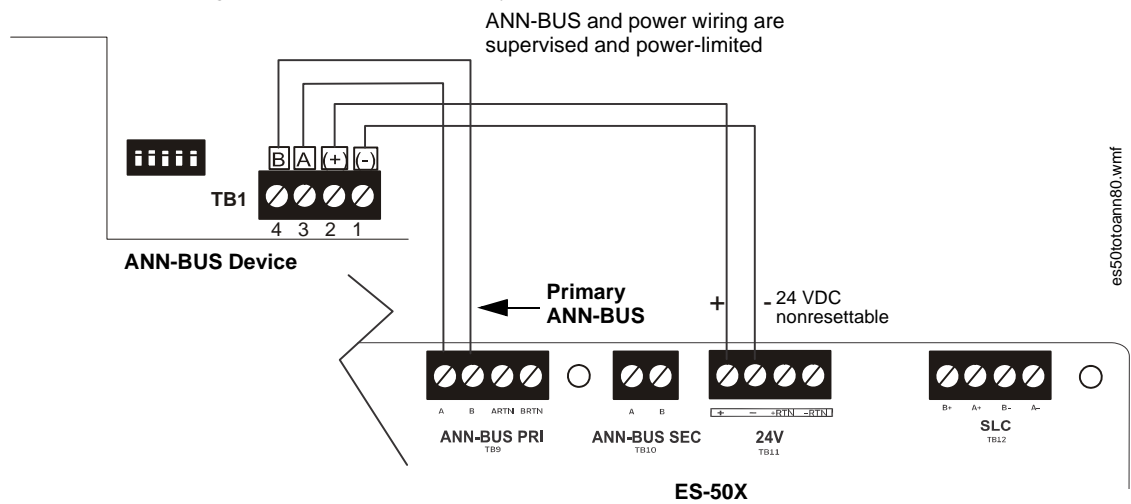 ANN-BUS and power wiring are
supervised and power-limited
B A (+) (-)
TB1
4 3 2 1
ANN-BUS Device
es50totoann80.wmf
Primary
ANN-BUS
+ - 24 VDC
nonresettable
A B ARTN BRTN
ANN-BUS PRI
TB9
A B
ANN-BUS SEC
TB10
+ − +RTN −RTN
24V
TB11
B+ A+ B- A-
SLC
TB12
ES-50X